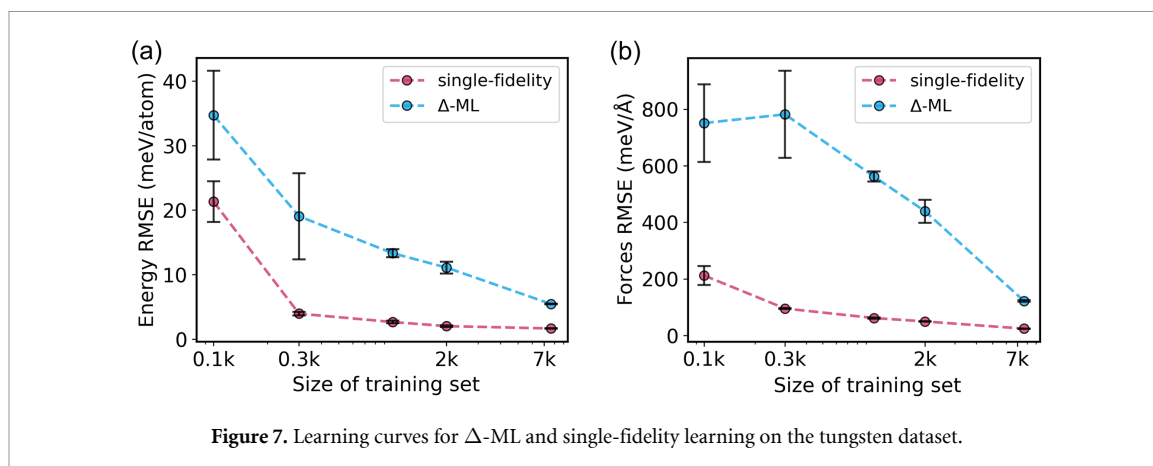 (a)
40
30
20
10
0
Energy RMSE (meV/atom)
single-fidelity
Δ-ML
0.1k 0.3k 2k 7k
Size of training set
(b)
800
600
400
200
0
Forces RMSE (meV/Å)
single-fidelity
Δ-ML
0.1k 0.3k 2k 7k
Size of training set
Figure 7. Learning curves for Δ-ML and single-fidelity learning on the tungsten dataset.